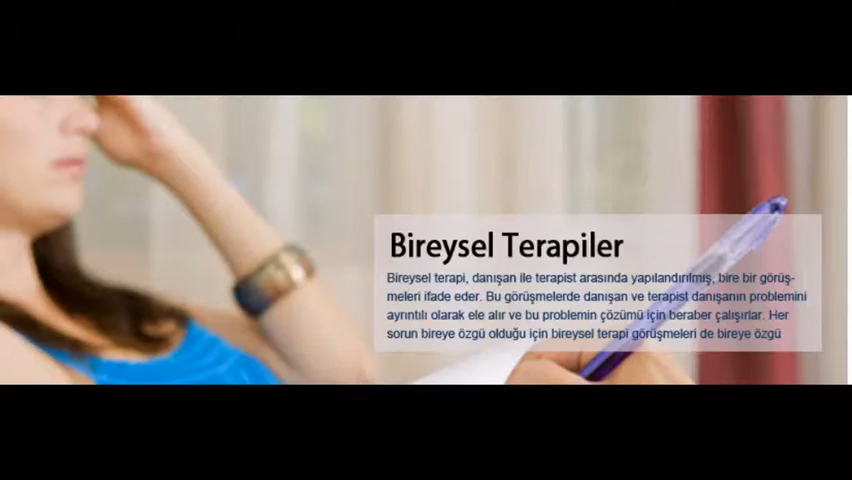 Bireysel Terapiler
Bireysel terapi, danışan ile terapist arasında yapılandırılmış, bire bir görüş-
meleri ifade eder. Bu görüşmelerde danışan ve terapist danışanın problemini
ayrıntılı olarak ele alır ve bu problemin çözümü için beraber çalışırlar. Her
sorun bireye özgü olduğu için bireysel terapi görüşmeleri de bireye özgü